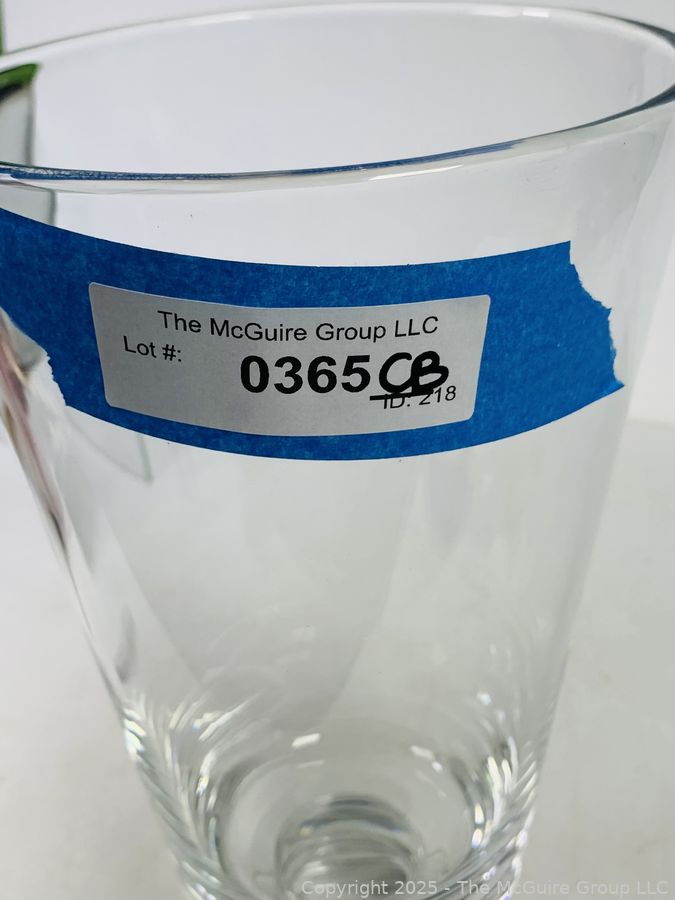 The McGuire Group LLC
Lot #:
0365CB
ID: 218
Copyright 2025 - The McGuire Group LLC